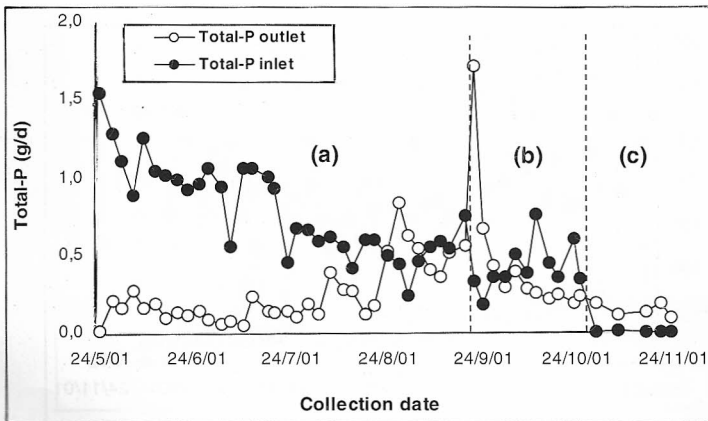 2,0
Total-P outlet
Total-P inlet
1,5
(a)
(b)
(c)
Total-P (g/d)
1,0
0,5
0,0
24/5/01 24/6/01 24/7/01 24/8/01 24/9/01 24/10/01 24/11/01
Collection date